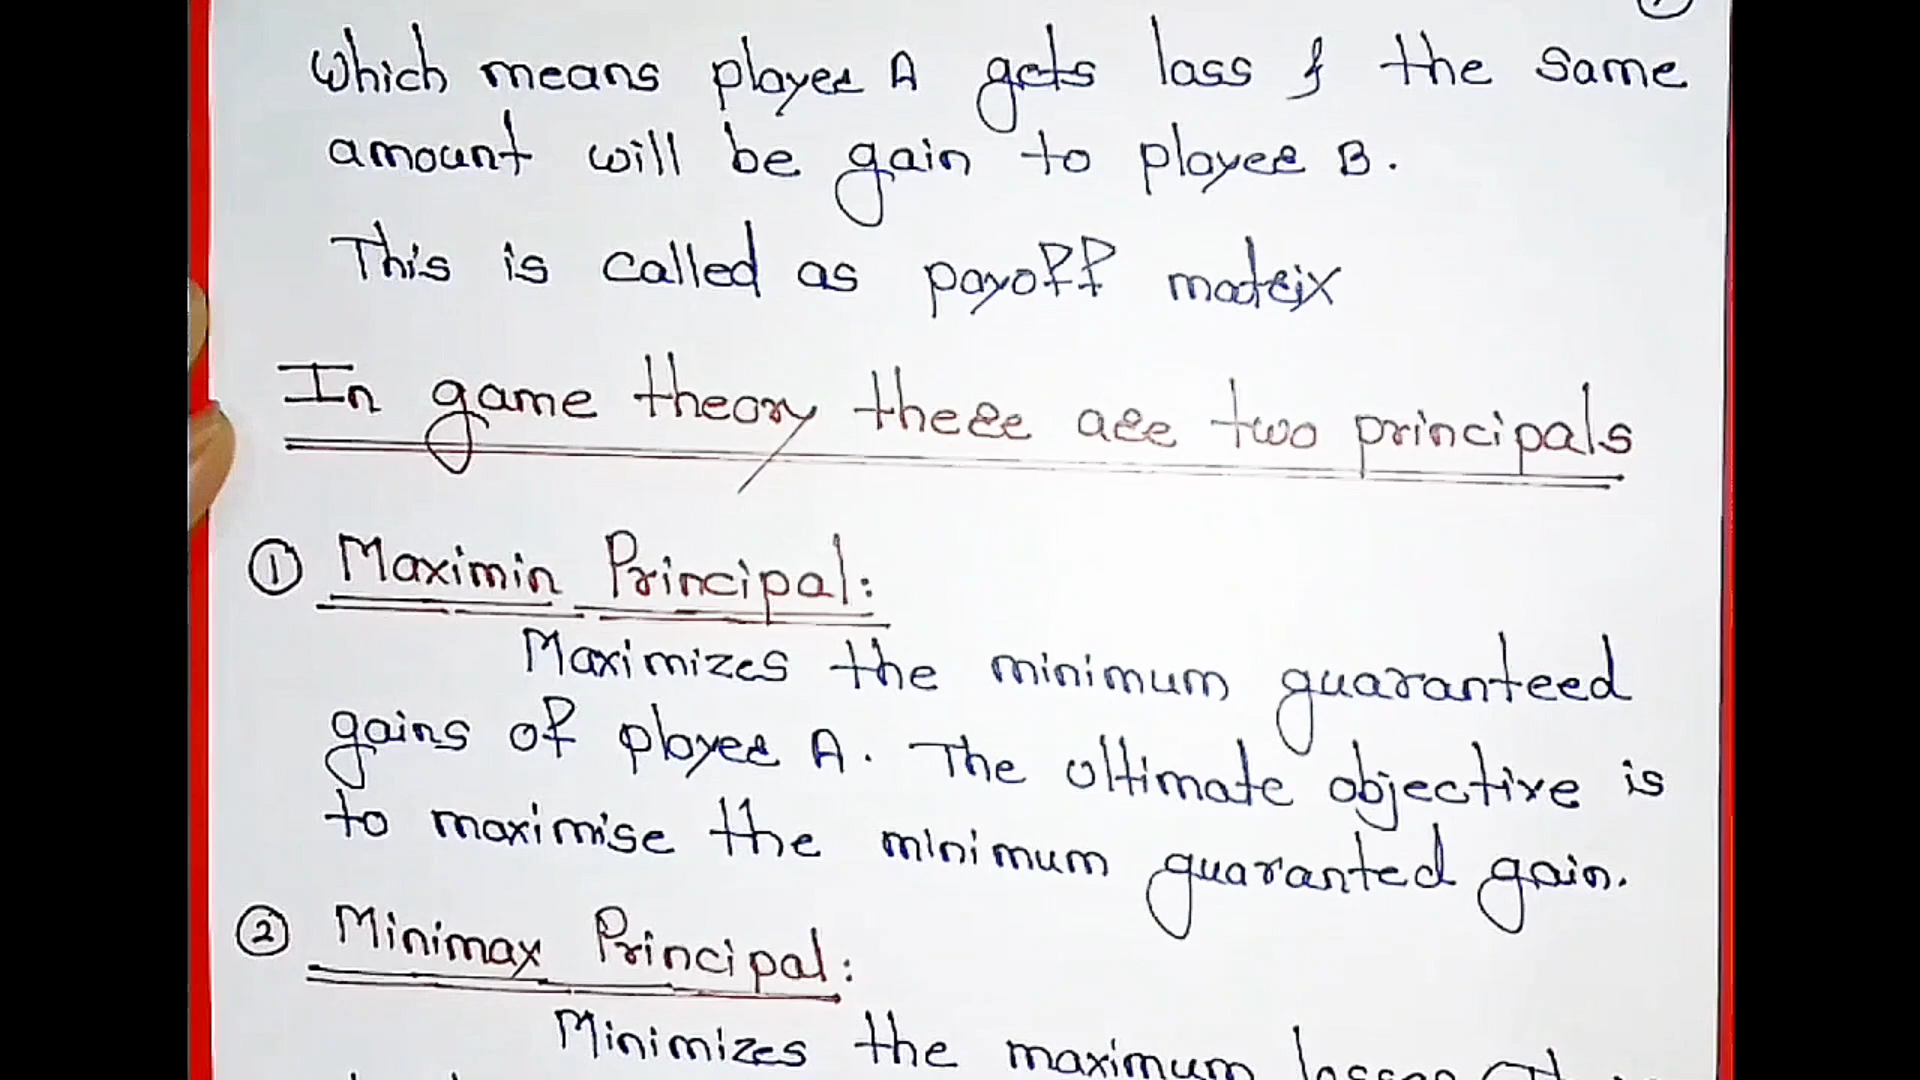 Which means player A gets lass & the same
amount will be gain to player B.
This is called as payoff matrix
In game theory there are two principals
① Maximin Principal:
Maximizes the minimum guaranteed
gains of player A. The ultimate objective is
to maximise the minimum guaranted gain.
② Minimax Principal:
Minimizes the maximum losses